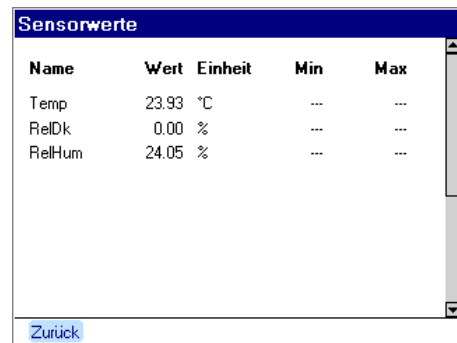 Sensorwerte
Name Wert Einheit Min Max
Temp 23.93 °C --- ---
RelDk 0.00 % --- ---
RelHum 24.05 % --- ---
Zurück